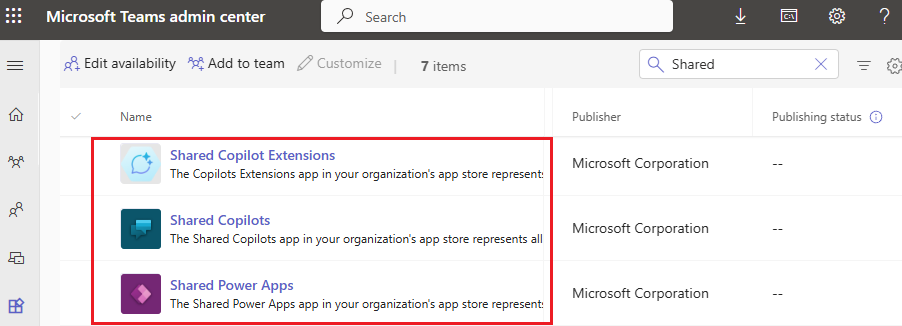 Microsoft Teams admin center
Search
C:\
?
Edit availability
Add to team
Customize
|
7 items
Shared
Name
Publisher
Publishing status
Shared Copilot Extensions
The Copilots Extensions app in your organization's app store represents
Microsoft Corporation
--
Shared Copilots
The Shared Copilots app in your organization's app store represents all
Microsoft Corporation
--
Shared Power Apps
The Shared Power Apps app in your organization's app store represents
Microsoft Corporation
--